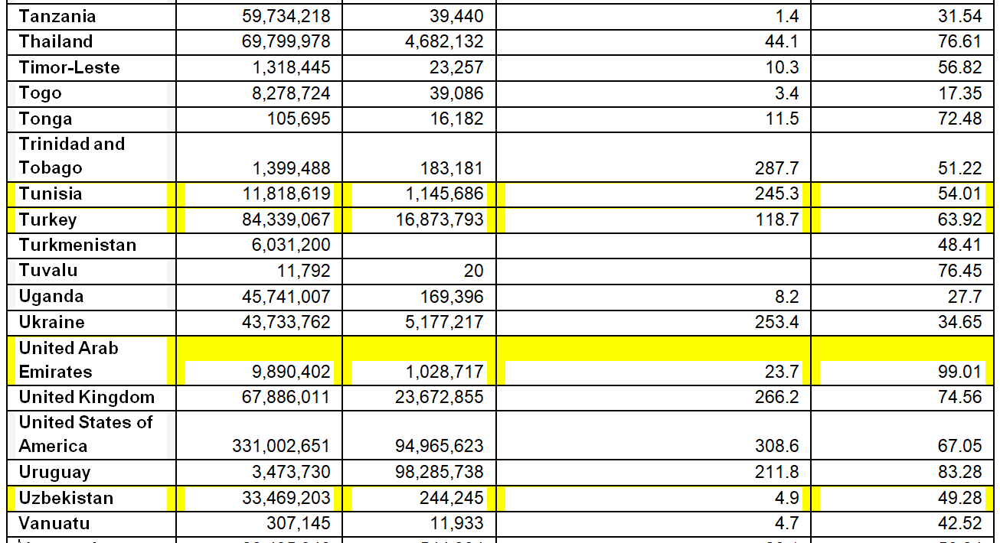 Tanzania 59,734,218 39,440 1.4 31.54
Thailand 69,799,978 4,682,132 44.1 76.61
Timor-Leste 1,318,445 23,257 10.3 56.82
Togo 8,278,724 39,086 3.4 17.35
Tonga 105,695 16,182 11.5 72.48
Trinidad and
Tobago 1,399,488 183,181 287.7 51.22
Tunisia 11,818,619 1,145,686 245.3 54.01
Turkey 84,339,067 16,873,793 118.7 63.92
Turkmenistan 6,031,200 48.41
Tuvalu 11,792 20 76.45
Uganda 45,741,007 169,396 8.2 27.7
Ukraine 43,733,762 5,177,217 253.4 34.65
United Arab
Emirates 9,890,402 1,028,717 23.7 99.01
United Kingdom 67,886,011 23,672,855 266.2 74.56
United States of
America 331,002,651 94,965,623 308.6 67.05
Uruguay 3,473,730 98,285,738 211.8 83.28
Uzbekistan 33,469,203 244,245 4.9 49.28
Vanuatu 307,145 11,933 4.7 42.52